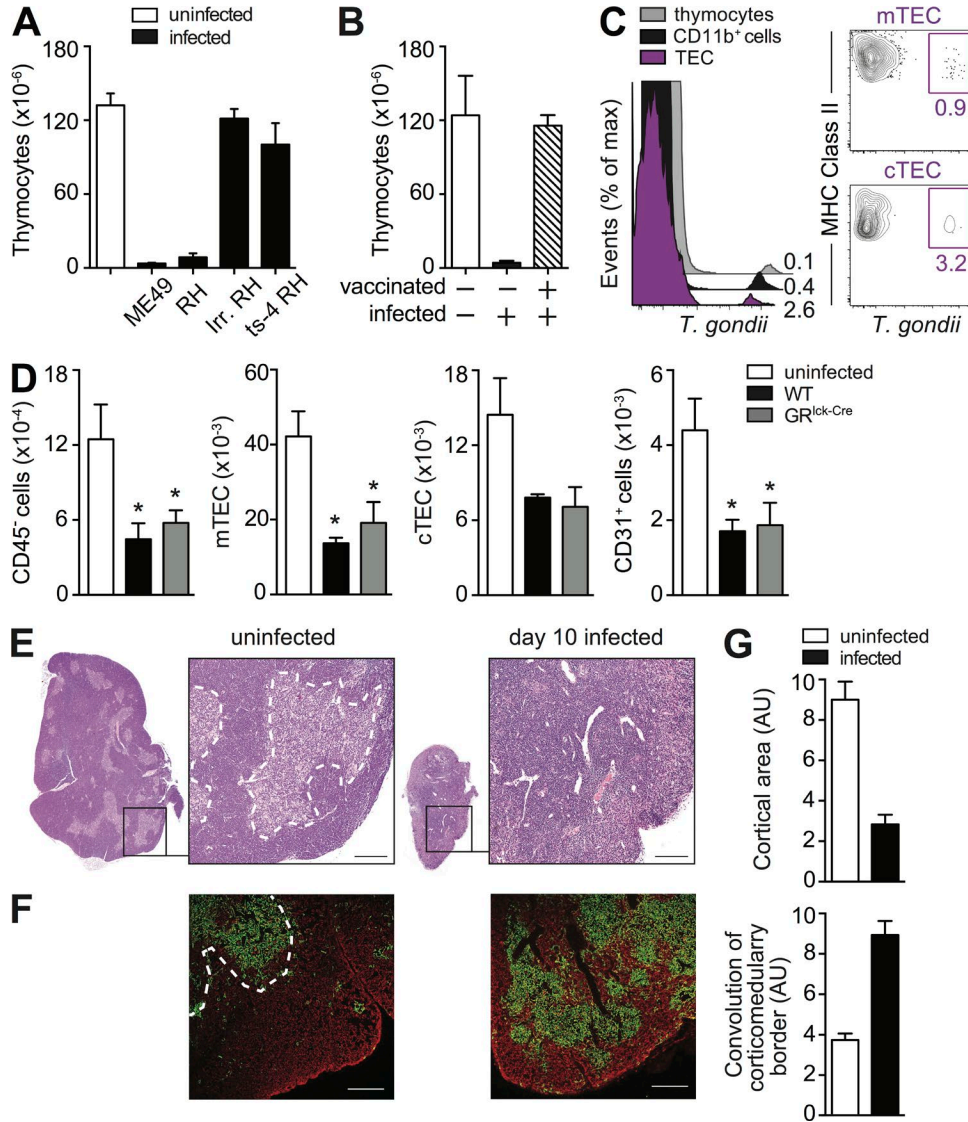 A
uninfected
infected
Thymocytes (x10⁻⁶)
180
120
60
0
ME49
RH
Irr. RH
ts-4 RH
B
Thymocytes (x10⁻⁶)
180
120
60
0
vaccinated – – +
infected – + +
C
thymocytes
CD11b⁺ cells
TEC
Events (% of max)
0.1
0.4
2.6
T. gondii
MHC Class II
mTEC
0.9
cTEC
3.2
T. gondii
D
CD45⁻ cells (x10⁻⁴)
18
12
6
0
* *
mTEC (x10⁻³)
60
40
20
0
* *
cTEC (x10⁻³)
18
12
6
0
CD31⁺ cells (x10⁻³)
6
4
2
0
* *
uninfected
WT
GRlck-Cre
E
uninfected
day 10 infected
F
G
uninfected
infected
Cortical area (AU)
10
8
6
4
2
0
Convolution of
corticomedularry
border (AU)
10
8
6
4
2
0